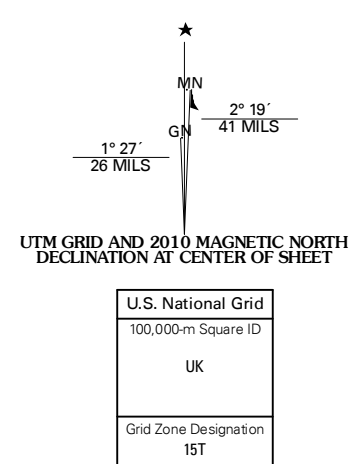 MN
GN
2° 19´
41 MILS
1° 27´
26 MILS
UTM GRID AND 2010 MAGNETIC NORTH
DECLINATION AT CENTER OF SHEET
U.S. National Grid
100,000-m Square ID
UK
Grid Zone Designation
15T